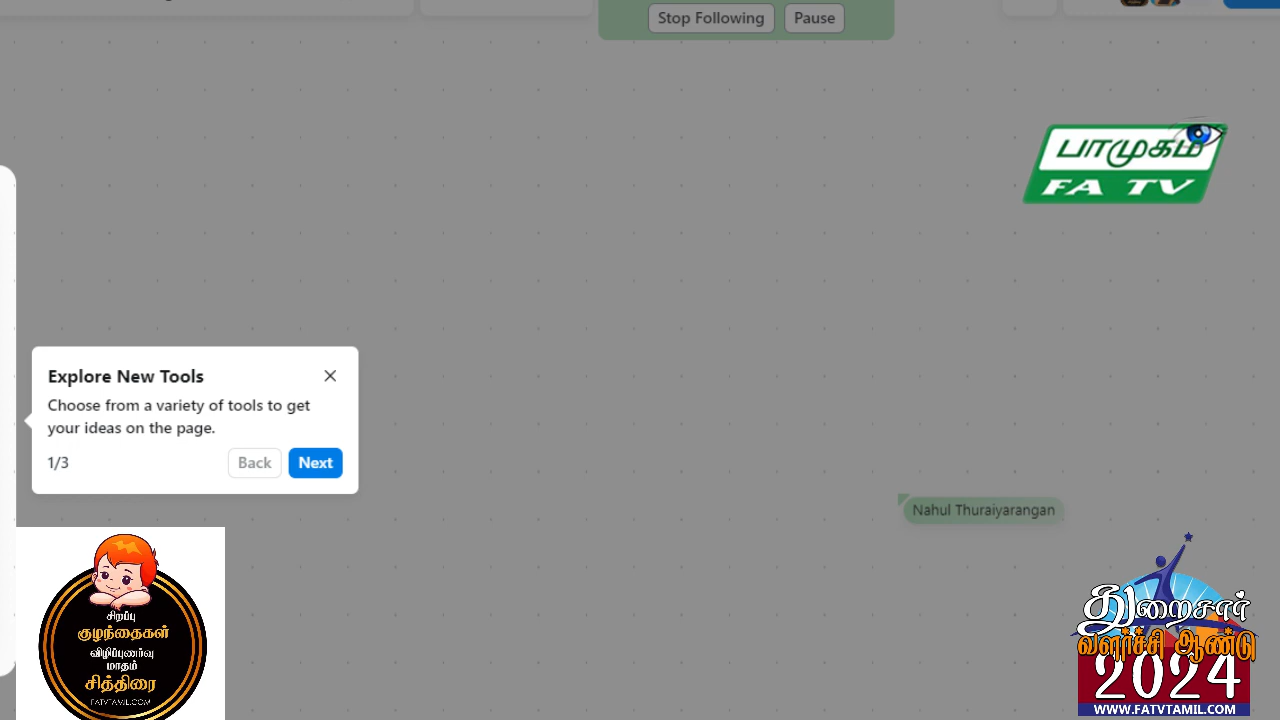 Stop Following
Pause
பாமுகம்
FA TV
Explore New Tools
Choose from a variety of tools to get
your ideas on the page.
1/3
Back
Next
Nahul Thuraiyarangan
சிறப்பு
குழந்தைகள்
விழிப்புணர்வு
மாதம்
சித்திரை
FATVTAMIL.COM
துறைசார்
வளர்ச்சி ஆண்டு
2024
WWW.FATVTAMIL.COM